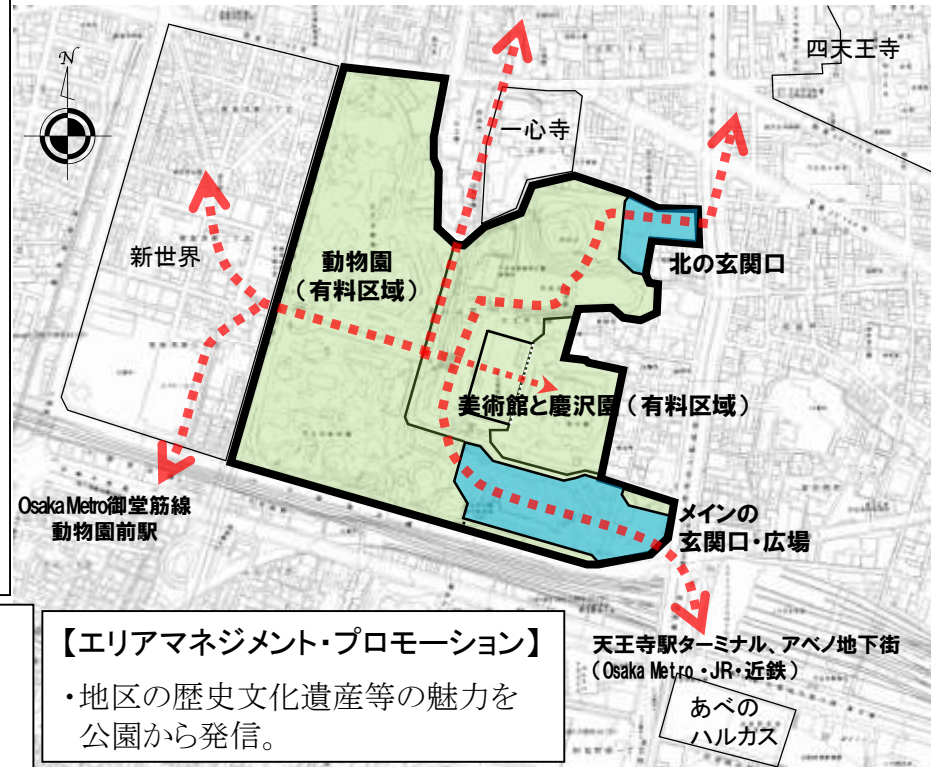 N
四天王寺
一心寺
新世界
動物園
(有料区域)
北の玄関口
美術館と慶沢園(有料区域)
Osaka Metro御堂筋線
動物園前駅
メインの
玄関口・広場
天王寺駅ターミナル、アベノ地下街
(Osaka Metro・JR・近鉄)
あべの
ハルカス
【エリアマネジメント・プロモーション】
・地区の歴史文化遺産等の魅力を
公園から発信。